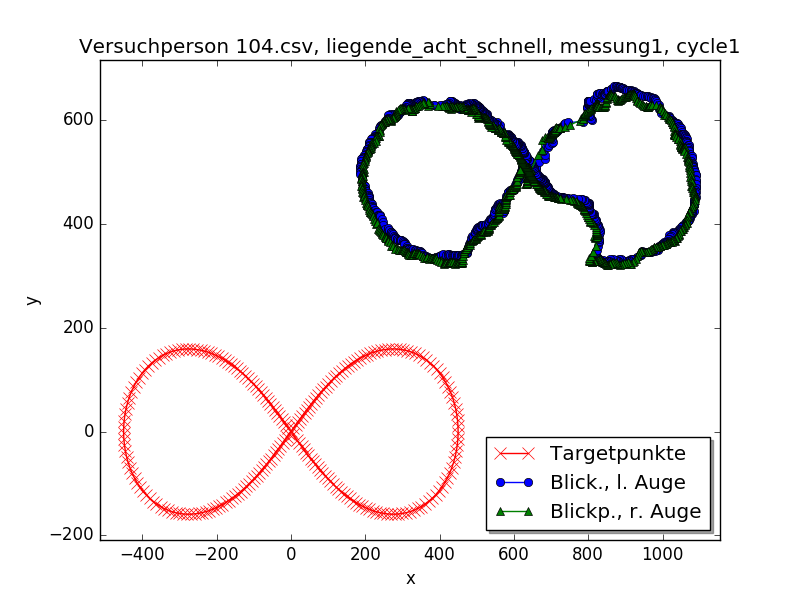 Versuchperson 104.csv, liegende_acht_schnell, messung1, cycle1
y
600
400
200
0
−200
−400
−200
0
200
400
600
800
1000
x
Targetpunkte
Blick., l. Auge
Blickp., r. Auge